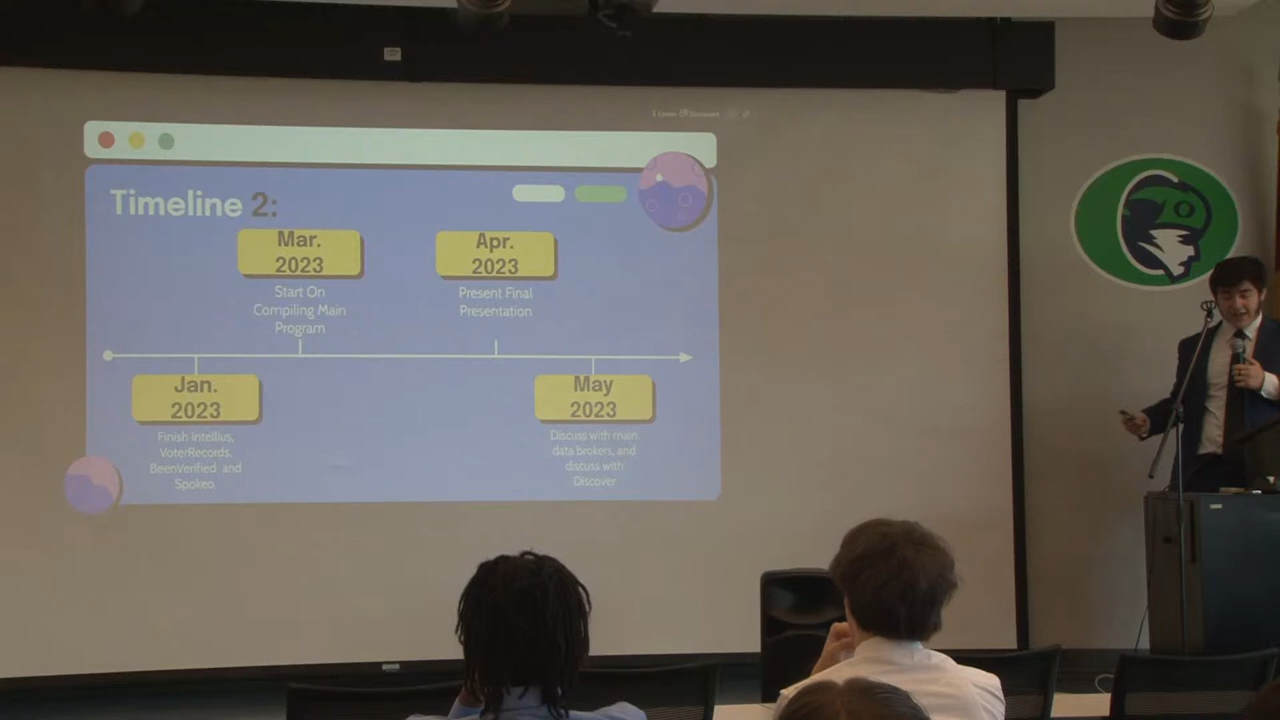 Timeline 2:
Mar.
2023
Start On
Compiling Main
Program
Apr.
2023
Present Final
Presentation
Jan.
2023
Finish Intellius,
VoterRecords,
BeenVerified and
Spokeo.
May
2023
Discuss with main
data brokers, and
discuss with
Discover